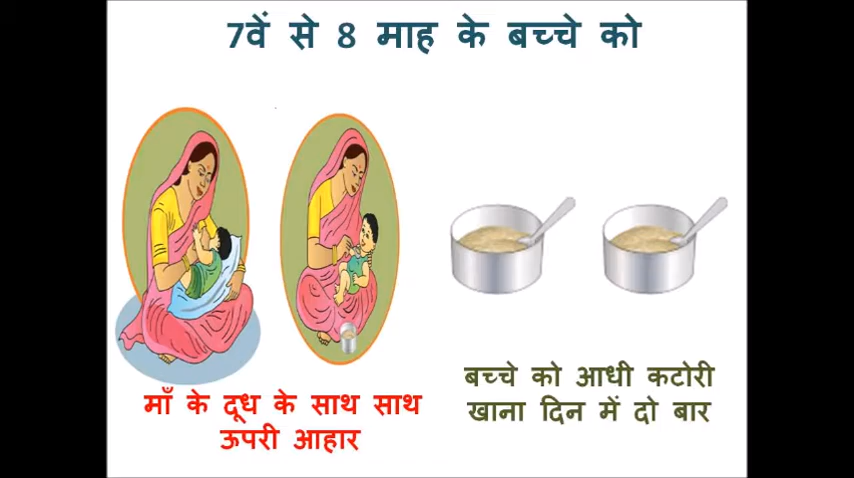 7वें से 8 माह के बच्चे को
माँ के दूध के साथ साथ
ऊपरी आहार
बच्चे को आधी कटोरी
खाना दिन में दो बार